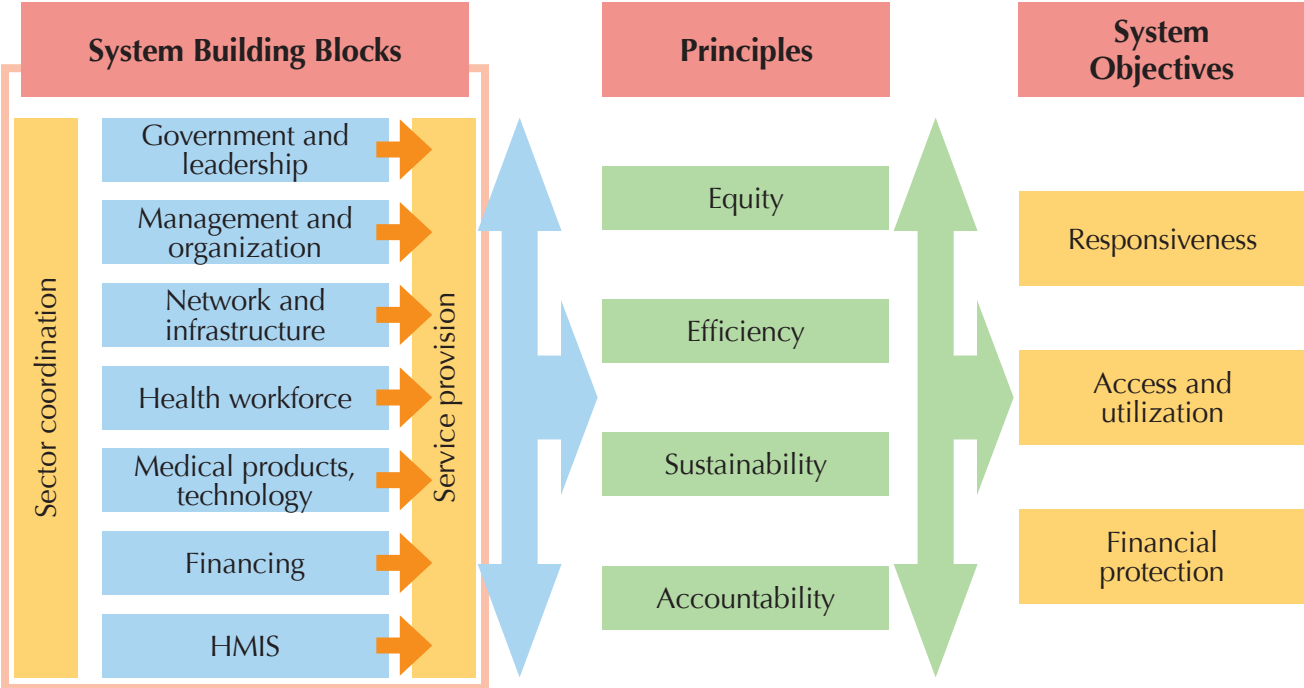 System Building Blocks
Principles
System
Objectives
Sector coordination
Government and
leadership
Management and
organization
Network and
infrastructure
Health workforce
Medical products,
technology
Financing
HMIS
Service provision
Equity
Efficiency
Sustainability
Accountability
Responsiveness
Access and
utilization
Financial
protection